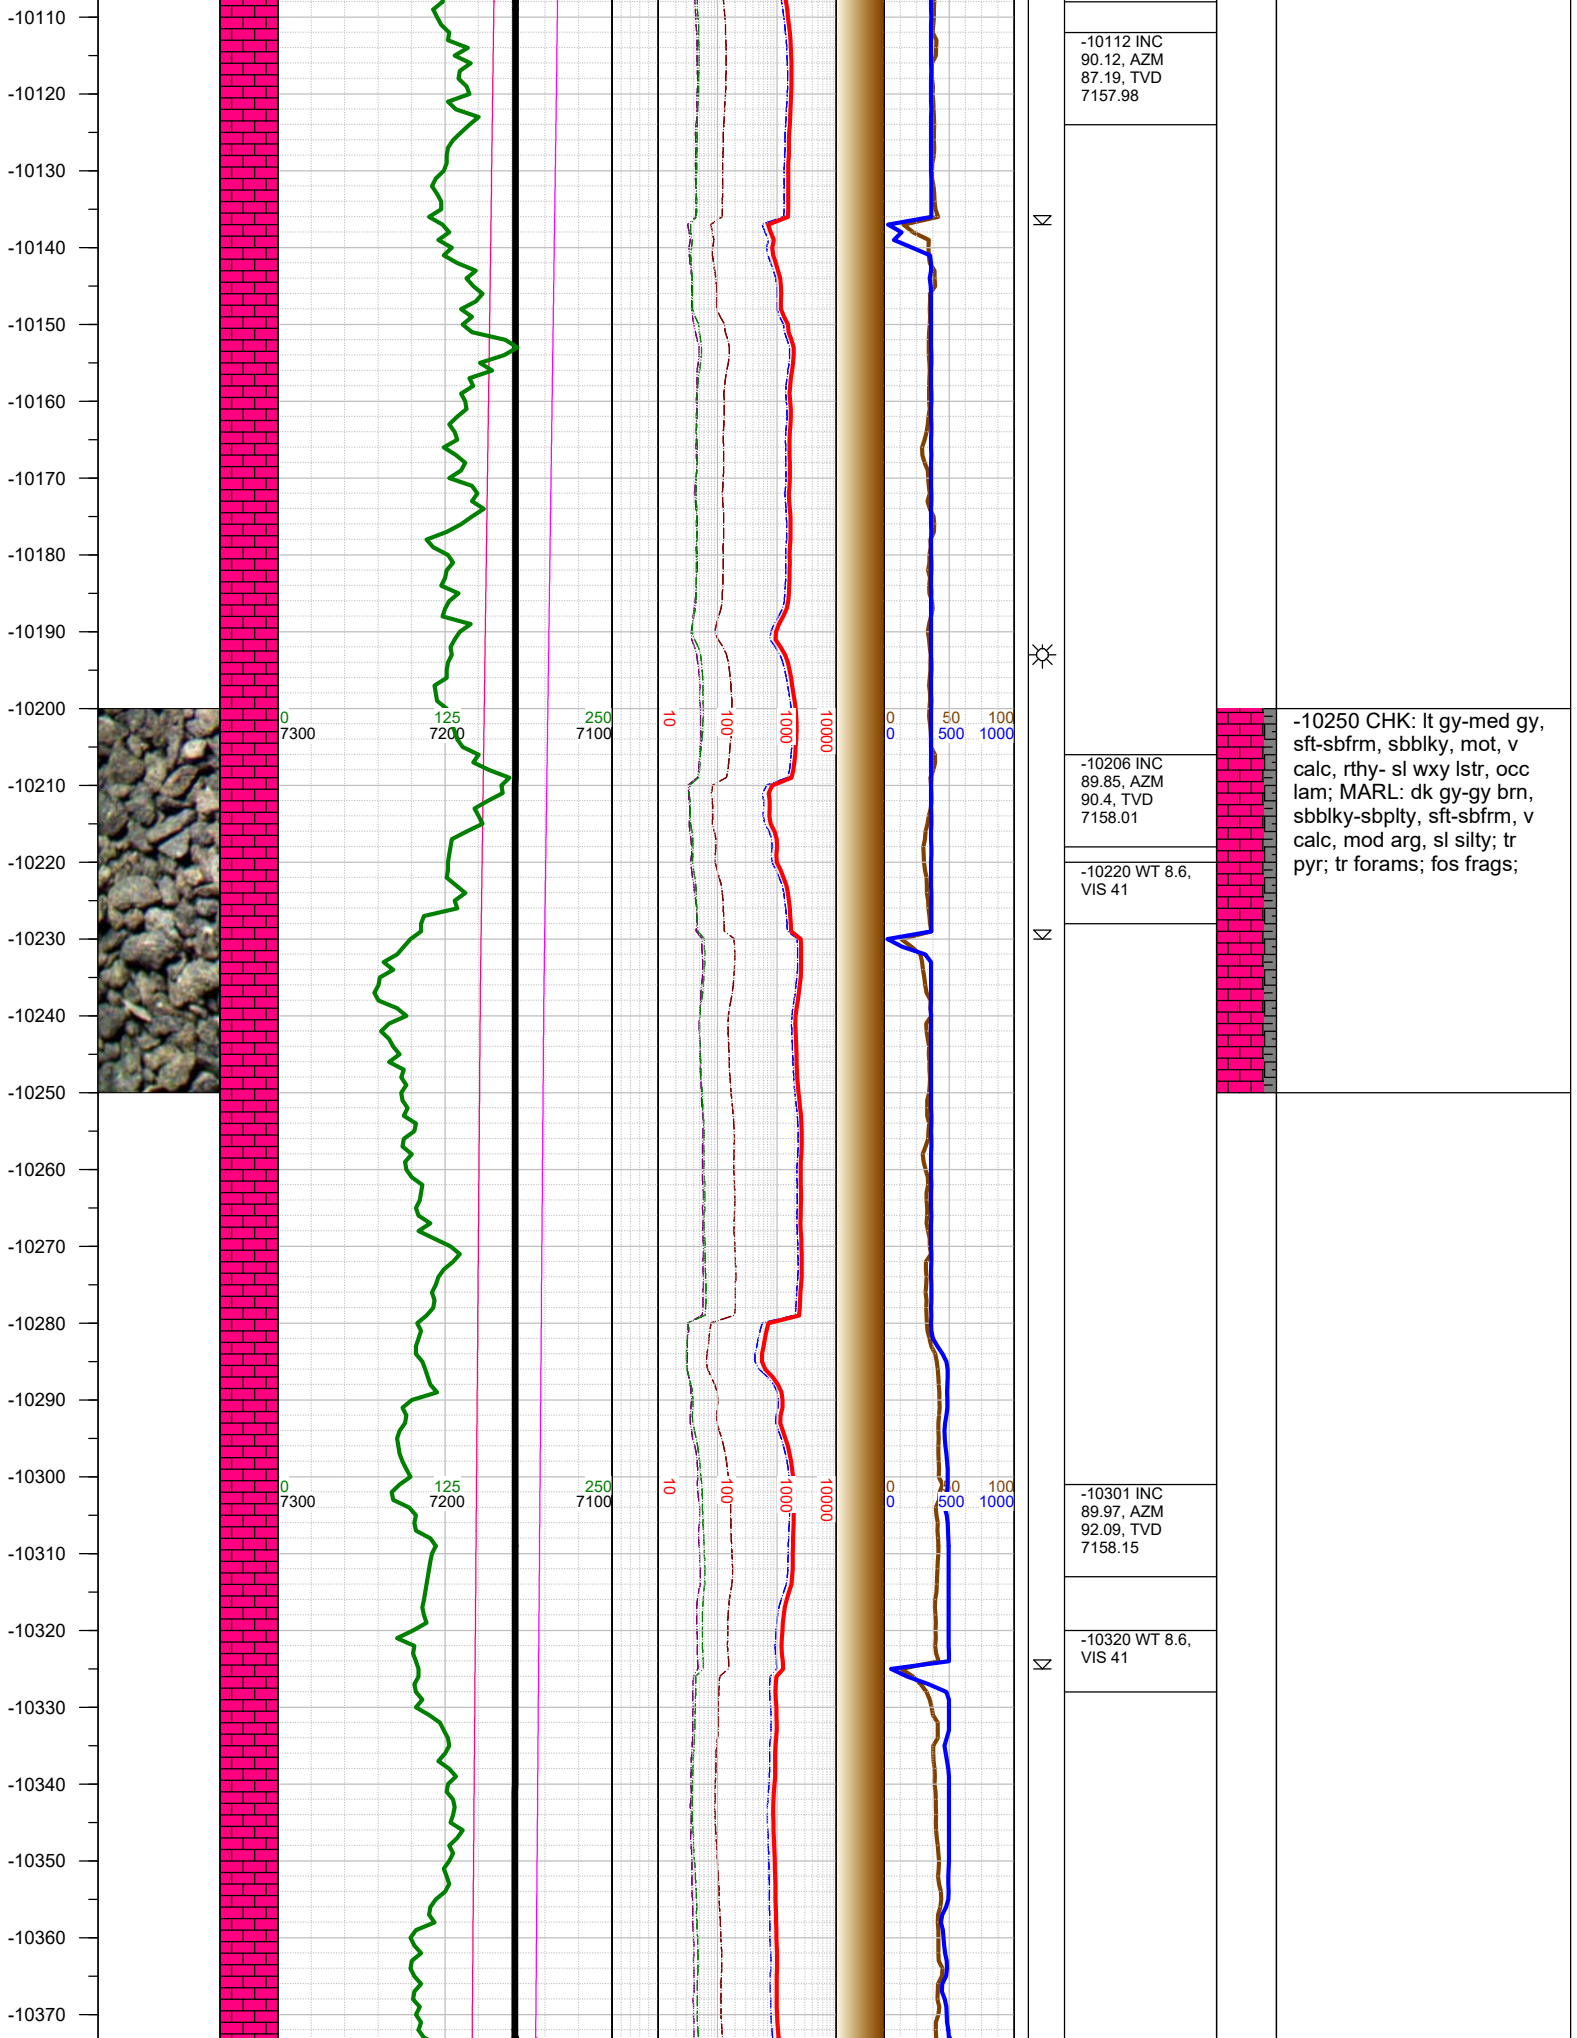 -10110
-10120
-10130
-10140
-10150
-10160
-10170
-10180
-10190
-10200
-10210
-10220
-10230
-10240
-10250
-10260
-10270
-10280
-10290
-10300
-10310
-10320
-10330
-10340
-10350
-10360
-10370
0 125 250
7300 7200 7100
10 100 1000 10000
0 50 100
0 500 1000
0 125 250
7300 7200 7100
10 100 1000 10000
0 50 100
0 500 1000
-10112 INC
90.12, AZM
87.19, TVD
7157.98
-10206 INC
89.85, AZM
90.4, TVD
7158.01
-10220 WT 8.6,
VIS 41
-10301 INC
89.97, AZM
92.09, TVD
7158.15
-10320 WT 8.6,
VIS 41
-10250 CHK: lt gy-med gy,
sft-sbfrm, sbblky, mot, v
calc, rthy- sl wxy lstr, occ
lam; MARL: dk gy-gy brn,
sbblky-sbplty, sft-sbfrm, v
calc, mod arg, sl silty; tr
pyr; tr forams; fos frags;